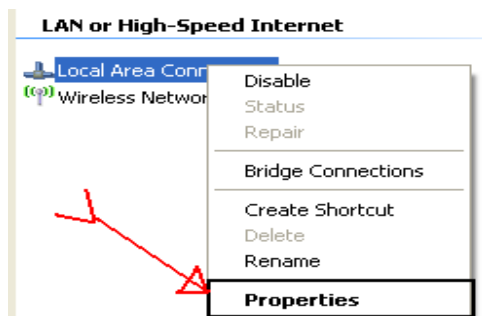 LAN or High-Speed Internet
Local Area Conn
Wireless Networ
Disable
Status
Repair
Bridge Connections
Create Shortcut
Delete
Rename
Properties